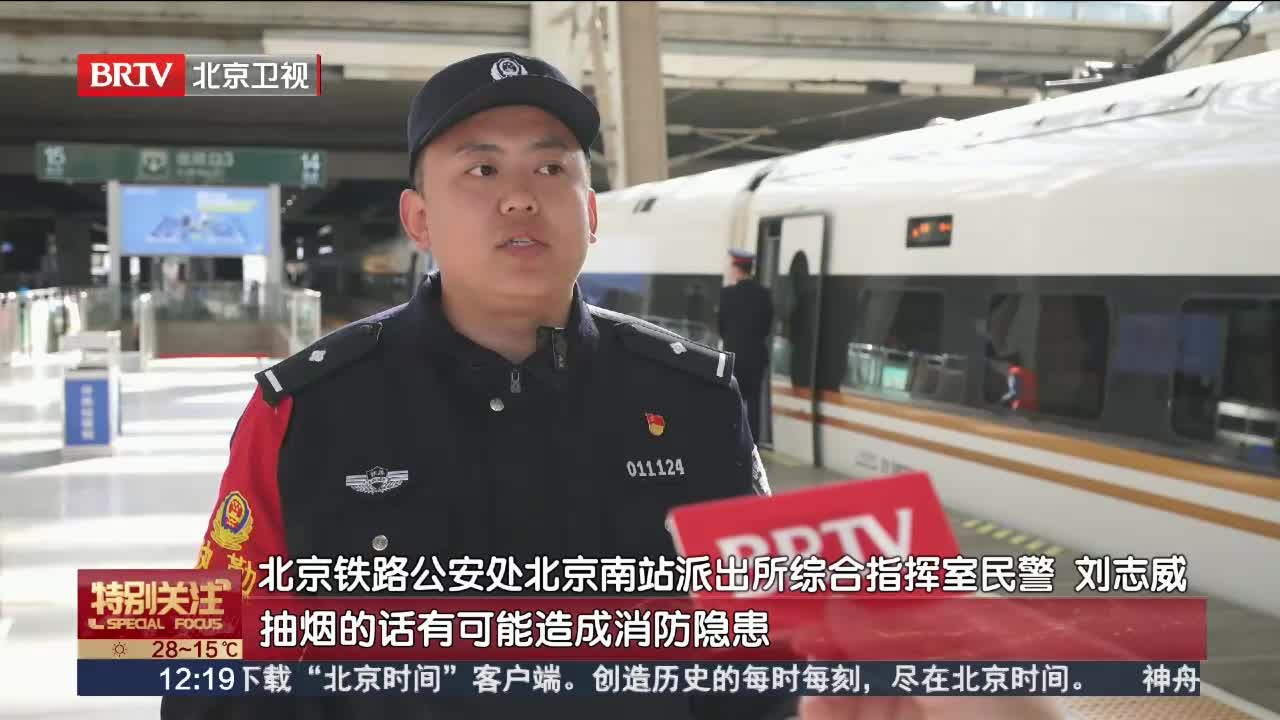 BRTV 北京卫视
15
14
011124
BRTV
勤
北京铁路公安处北京南站派出所综合指挥室民警 刘志威
特别关注
SPECIAL FOCUS
抽烟的话有可能造成消防隐患
28~15℃
12:19 下载“北京时间”客户端。创造历史的每时每刻，尽在北京时间。 神舟